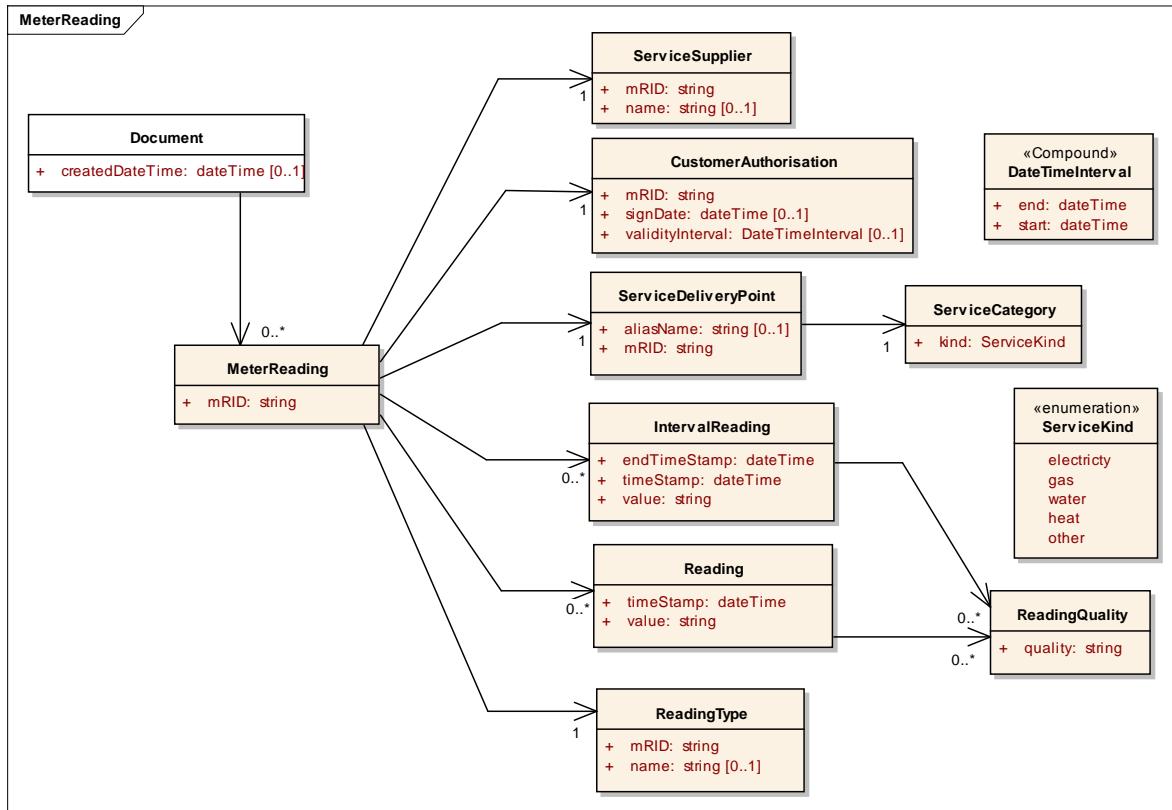 MeterReading
ServiceSupplier
+ mRID: string
1
+ name: string [0..1]
Document
+ createdDateTime: dateTime [0..1]
CustomerAuthorisation
+ mRID: string
1
+ signDate: dateTime [0..1]
+ validityInterval: DateTimeInterval [0..1]
«Compound»
DateTimeInterval
+ end: dateTime
+ start: dateTime
ServiceDeliveryPoint
+ aliasName: string [0..1]
1
+ mRID: string
ServiceCategory
1
+ kind: ServiceKind
0..*
MeterReading
+ mRID: string
IntervalReading
+ endTimeStamp: dateTime
0..*
+ timeStamp: dateTime
+ value: string
«enumeration»
ServiceKind
electricty
gas
water
heat
other
Reading
+ timeStamp: dateTime
0..*
+ value: string
0..*
ReadingQuality
0..*
+ quality: string
ReadingType
1
+ mRID: string
+ name: string [0..1]